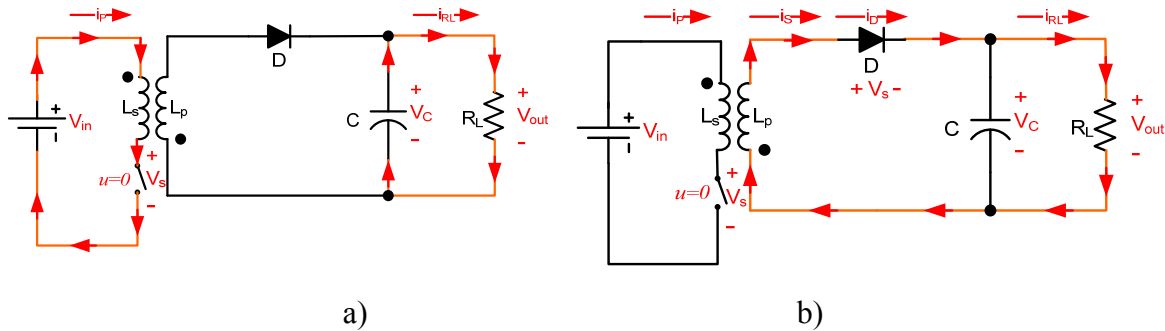 iP
iRL
D
Ls
Lp
+
Vin
C
+
VC
-
RL
+
Vout
-
u=0
+
Vs
-
a)
iP
iS
iD
iRL
D
+ Vs -
Ls
Lp
+
Vin
C
+
VC
-
RL
+
Vout
-
u=0
+
Vs
-
b)